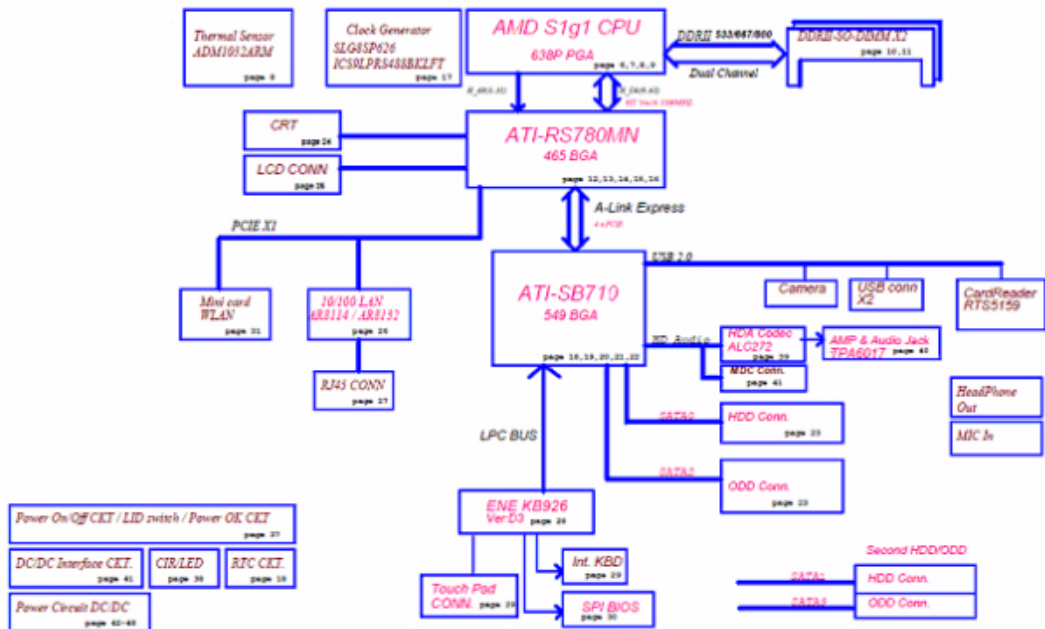 Thermal Sensor
ADM1032ARM
page 8
Clock Generator
SLG8SP626
ICS9LPRS488BKLFT
page 17
AMD S1g1 CPU
638P PGA
page 6,7,8,9
DDRII 533/667/800
Dual Channel
DDRII-SO-DIMM X2
page 10,11
CRT
page 24
LCD CONN
page 25
ATI-RS780MN
465 BGA
page 12,13,14,15,16
A-Link Express
4 x PCIE
PCIE X1
USB 2.0
ATI-SB710
549 BGA
page 18,19,20,21,22
Camera
USB conn
X2
CardReader
RTS5159
Mini card
WLAN
page 31
10/100 LAN
AR8114 / AR8132
page 26
RJ45 CONN
page 27
HD Audio
HDA Codec
ALC272
page 39
AMP & Audio Jack
TPA6017 page 40
MDC Conn.
page 41
HeadPhone
Out
MIC In
SATA0
HDD Conn.
page 23
SATA2
ODD Conn.
page 23
LPC BUS
ENE KB926
Ver:D3 page 28
Int. KBD
page 29
Touch Pad
CONN. page 29
SPI BIOS
page 30
Power On/Off CKT / LID switch / Power OK CKT
page 37
DC/DC Interface CKT.
page 41
CIR/LED
RTC CKT.
page 18
Power Circuit DC/DC
Second HDD/ODD
SATA1
HDD Conn.
ODD Conn.